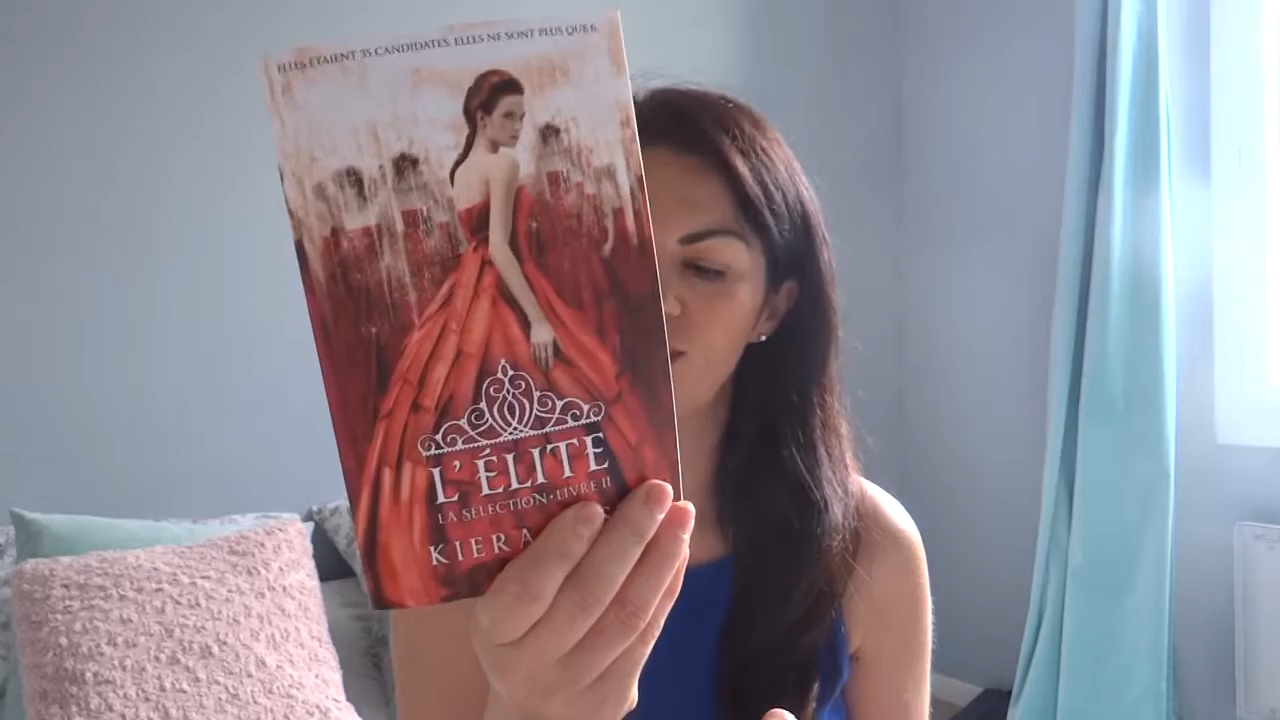 ELLES ÉTAIENT 35 CANDIDATES, ELLES NE SONT PLUS QUE 6.
L'ÉLITE
LA SÉLECTION • LIVRE II
KIERA